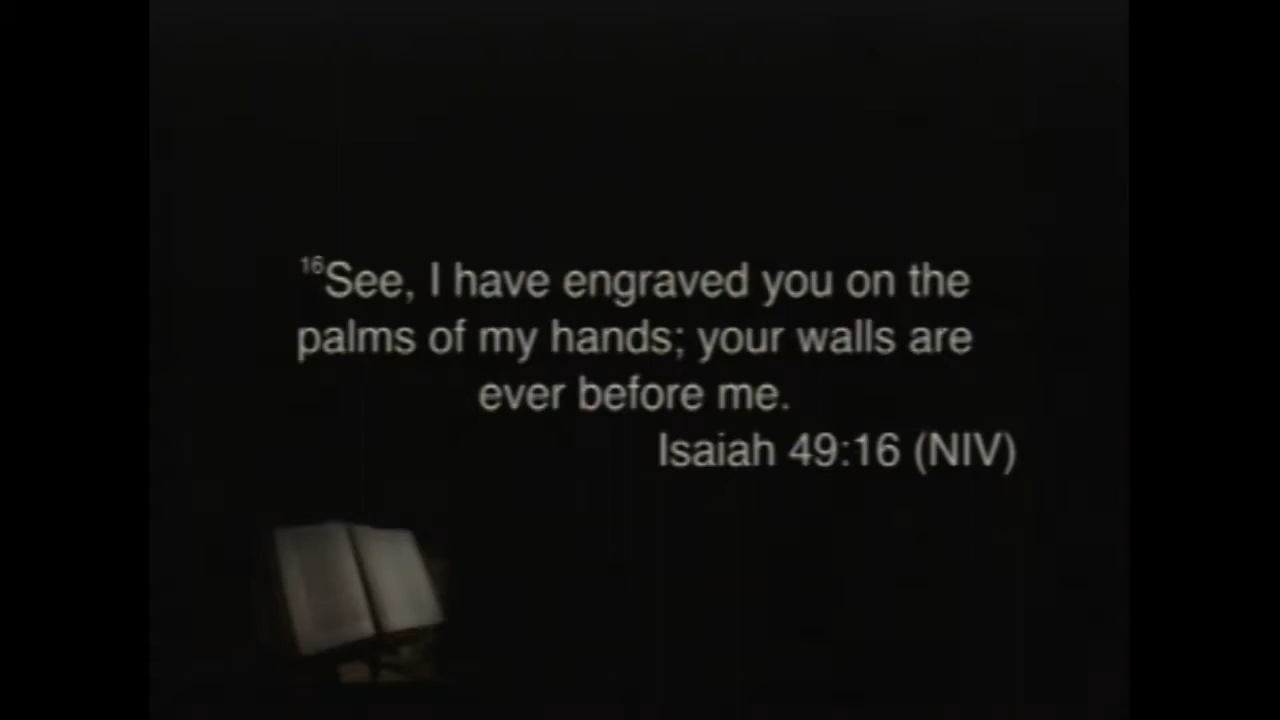 16See, I have engraved you on the
palms of my hands; your walls are
ever before me.
Isaiah 49:16 (NIV)